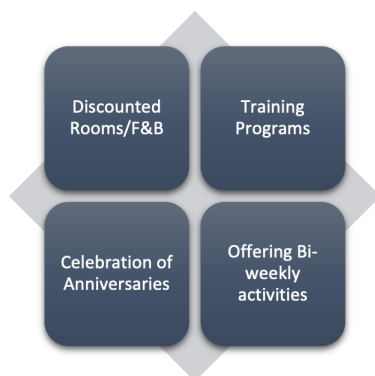 Discounted
Rooms/F&B
Training
Programs
Celebration of
Anniversaries
Offering Bi-
weekly
activities